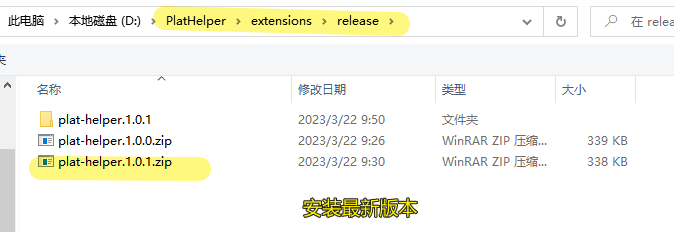 此电脑 > 本地磁盘 (D:) > PlatHelper > extensions > release >
在 relea
夹
名称 修改日期 类型 大小
plat-helper.1.0.1 2023/3/22 9:50 文件夹
plat-helper.1.0.0.zip 2023/3/22 9:26 WinRAR ZIP 压缩... 339 KB
plat-helper.1.0.1.zip 2023/3/22 9:30 WinRAR ZIP 压缩... 338 KB
安装最新版本